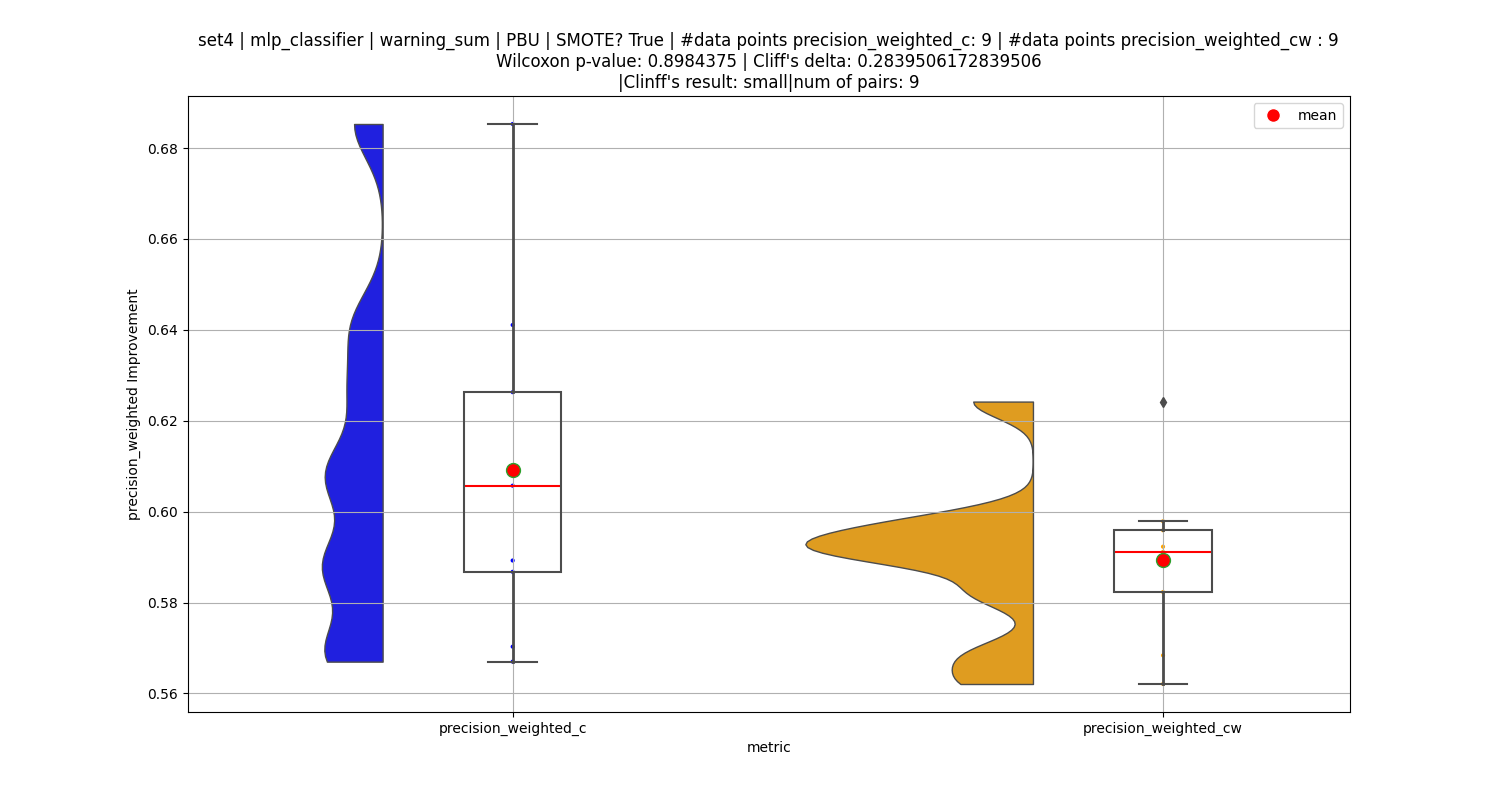 set4 | mlp_classifier | warning_sum | PBU | SMOTE? True | #data points precision_weighted_c: 9 | #data points precision_weighted_cw : 9
Wilcoxon p-value: 0.8984375 | Cliff's delta: 0.2839506172839506
|Clinff's result: small|num of pairs: 9
mean
0.68
0.66
0.64
0.62
0.60
0.58
0.56
precision_weighted Improvement
precision_weighted_c
precision_weighted_cw
metric